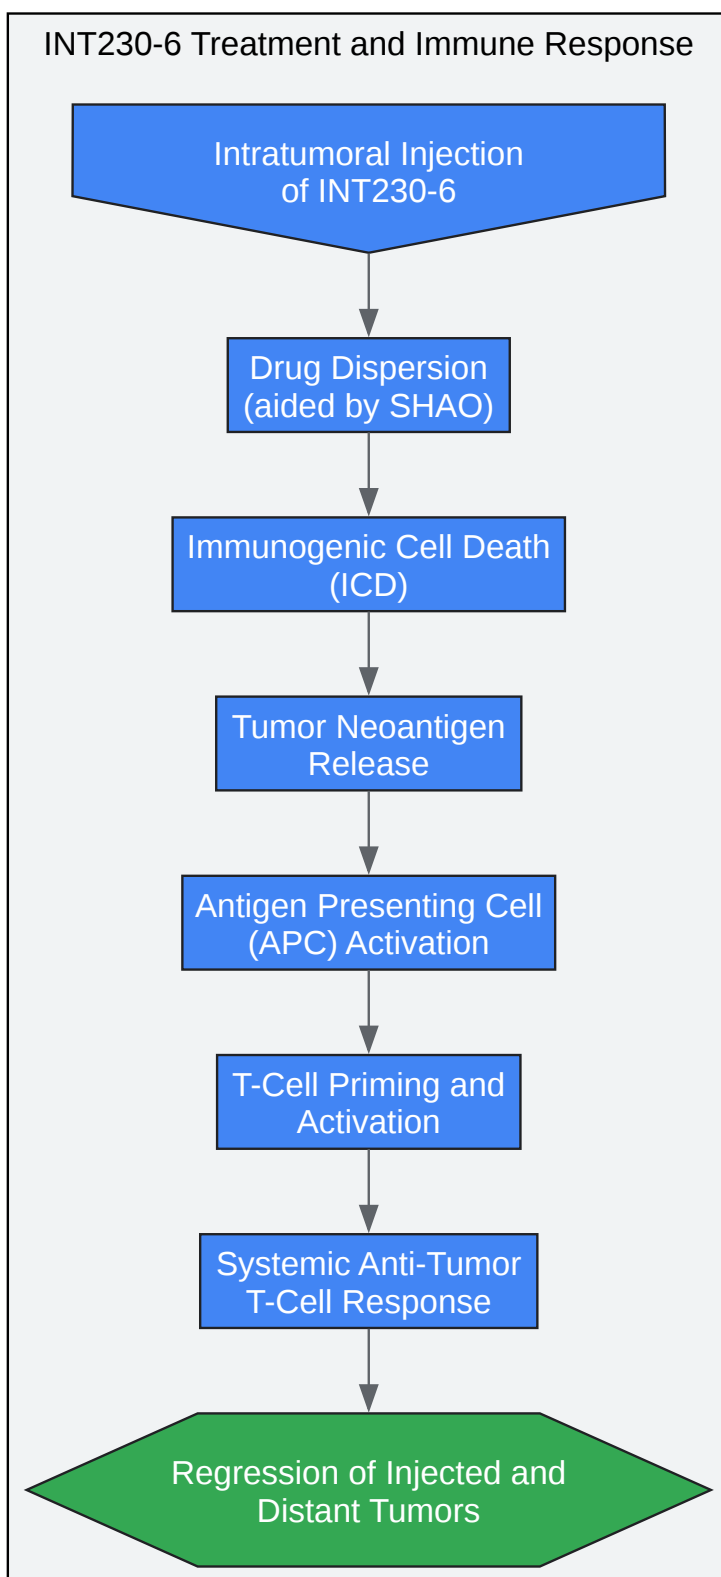 INT230-6 Treatment and Immune Response
Intratumoral Injection
of INT230-6
Drug Dispersion
(aided by SHAO)
Immunogenic Cell Death
(ICD)
Tumor Neoantigen
Release
Antigen Presenting Cell
(APC) Activation
T-Cell Priming and
Activation
Systemic Anti-Tumor
T-Cell Response
Regression of Injected and
Distant Tumors